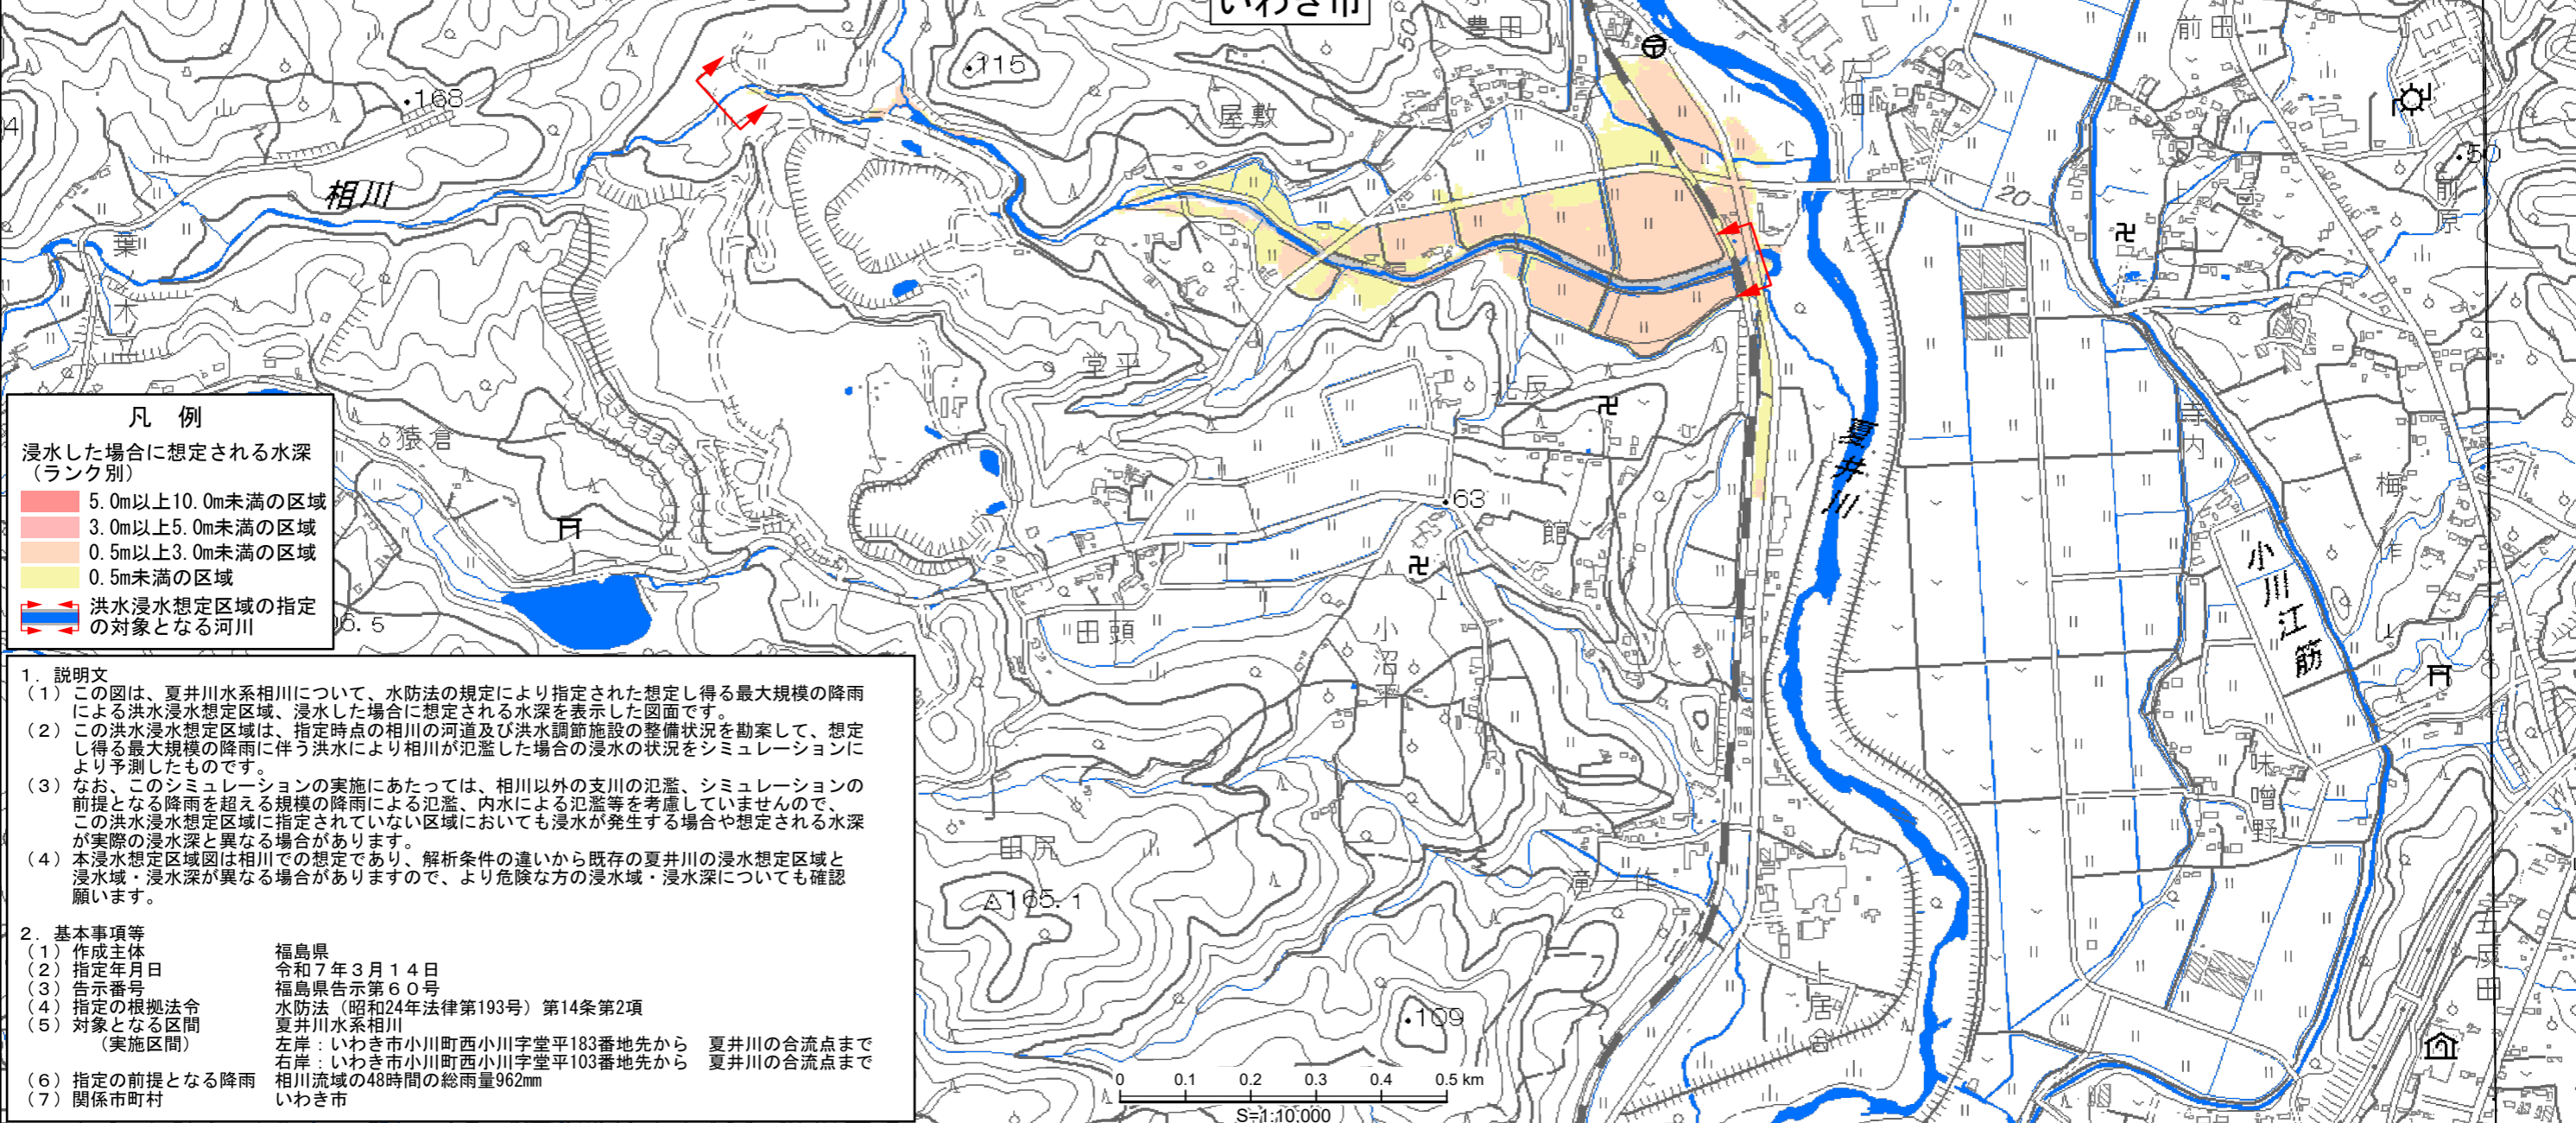 いわき市
豊田
50
前田
115
168
入屋敷
広畑
50
前原
上宿
20
相川
葉木立
堂平
北反
寺内
夏井川
梅作
猿倉
63
館
小川江筋
田頭
小沼平
味噌野
田尻
165.1
滝作
109
上居合
五反田
凡 例
浸水した場合に想定される水深
（ランク別）
5.0m以上10.0m未満の区域
3.0m以上5.0m未満の区域
0.5m以上3.0m未満の区域
0.5m未満の区域
洪水浸水想定区域の指定
の対象となる河川
6.5
1. 説明文
（1）この図は、夏井川水系相川について、水防法の規定により指定された想定し得る最大規模の降雨
による洪水浸水想定区域、浸水した場合に想定される水深を表示した図面です。
（2）この洪水浸水想定区域は、指定時点の相川の河道及び洪水調節施設の整備状況を勘案して、想定
し得る最大規模の降雨に伴う洪水により相川が氾濫した場合の浸水の状況をシミュレーションに
より予測したものです。
（3）なお、このシミュレーションの実施にあたっては、相川以外の支川の氾濫、シミュレーションの
前提となる降雨を超える規模の降雨による氾濫、内水による氾濫等を考慮していませんので、
この洪水浸水想定区域に指定されていない区域においても浸水が発生する場合や想定される水深
が実際の浸水深と異なる場合があります。
（4）本浸水想定区域図は相川での想定であり、解析条件の違いから既存の夏井川の浸水想定区域と
浸水域・浸水深が異なる場合がありますので、より危険な方の浸水域・浸水深についても確認
願います。
2. 基本事項等
（1）作成主体 福島県
（2）指定年月日 令和７年３月１４日
（3）告示番号 福島県告示第６０号
（4）指定の根拠法令 水防法（昭和24年法律第193号）第14条第2項
（5）対象となる区間 夏井川水系相川
（実施区間） 左岸：いわき市小川町西小川字堂平183番地先から 夏井川の合流点まで
右岸：いわき市小川町西小川字堂平103番地先から 夏井川の合流点まで
（6）指定の前提となる降雨 相川流域の48時間の総雨量962mm
（7）関係市町村 いわき市
0 0.1 0.2 0.3 0.4 0.5 km
S=1:10,000